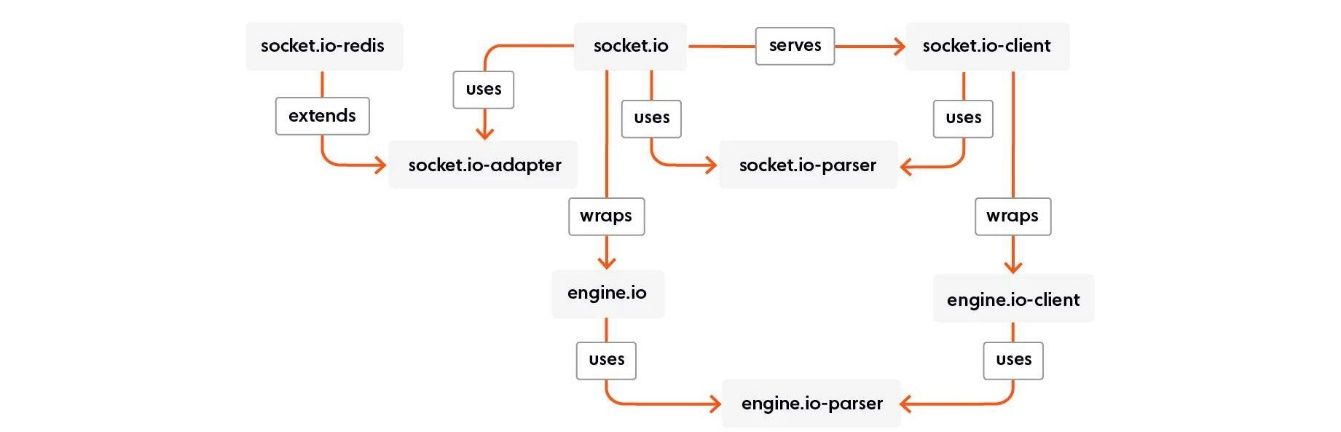 socket.io-redis
socket.io
serves
socket.io-client
uses
extends
uses
uses
socket.io-adapter
socket.io-parser
wraps
wraps
engine.io
engine.io-client
uses
uses
engine.io-parser